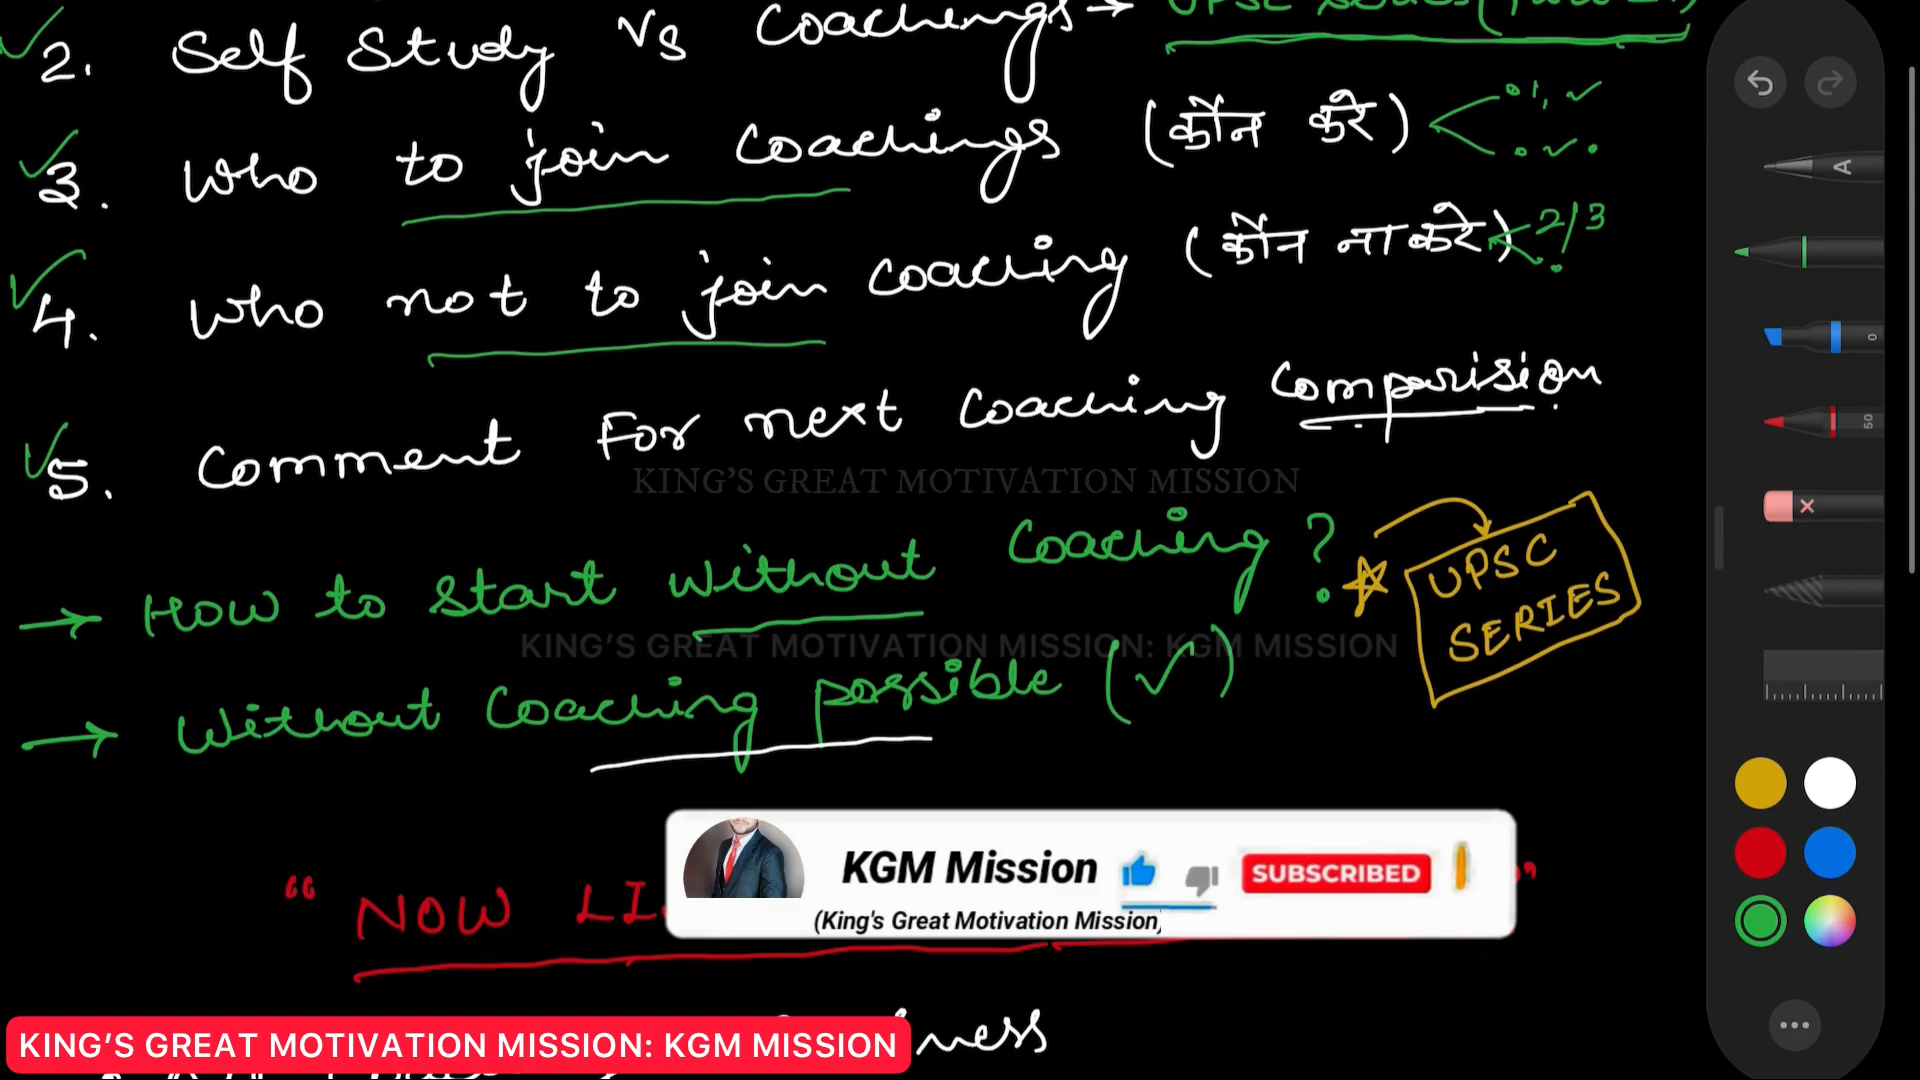 2. Self Study Vs Coachings → UPSC Series
3. Who to join coachings (कौन करे) 01,
4. Who not to join coaching (कौन ना करे) 2/3
5. Comment For next Coaching Comparision
KING'S GREAT MOTIVATION MISSION
→ How to start without Coaching ?
UPSC
SERIES
KING'S GREAT MOTIVATION MISSION: KGM MISSION
→ Without Coaching possible (✓)
KGM Mission
SUBSCRIBED
(King's Great Motivation Mission)
“ NOW ”
KING'S GREAT MOTIVATION MISSION: KGM MISSION